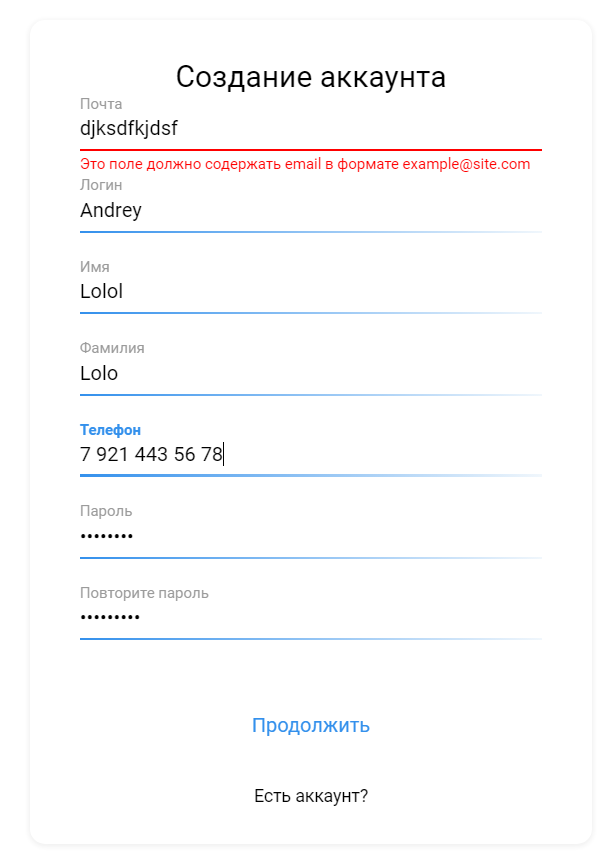 Создание аккаунта
Почта
djksdfkjdsf
Это поле должно содержать email в формате example@site.com
Логин
Andrey
Имя
Lolol
Фамилия
Lolo
Телефон
7 921 443 56 78
Пароль
••••••••
Повторите пароль
•••••••••
Продолжить
Есть аккаунт?